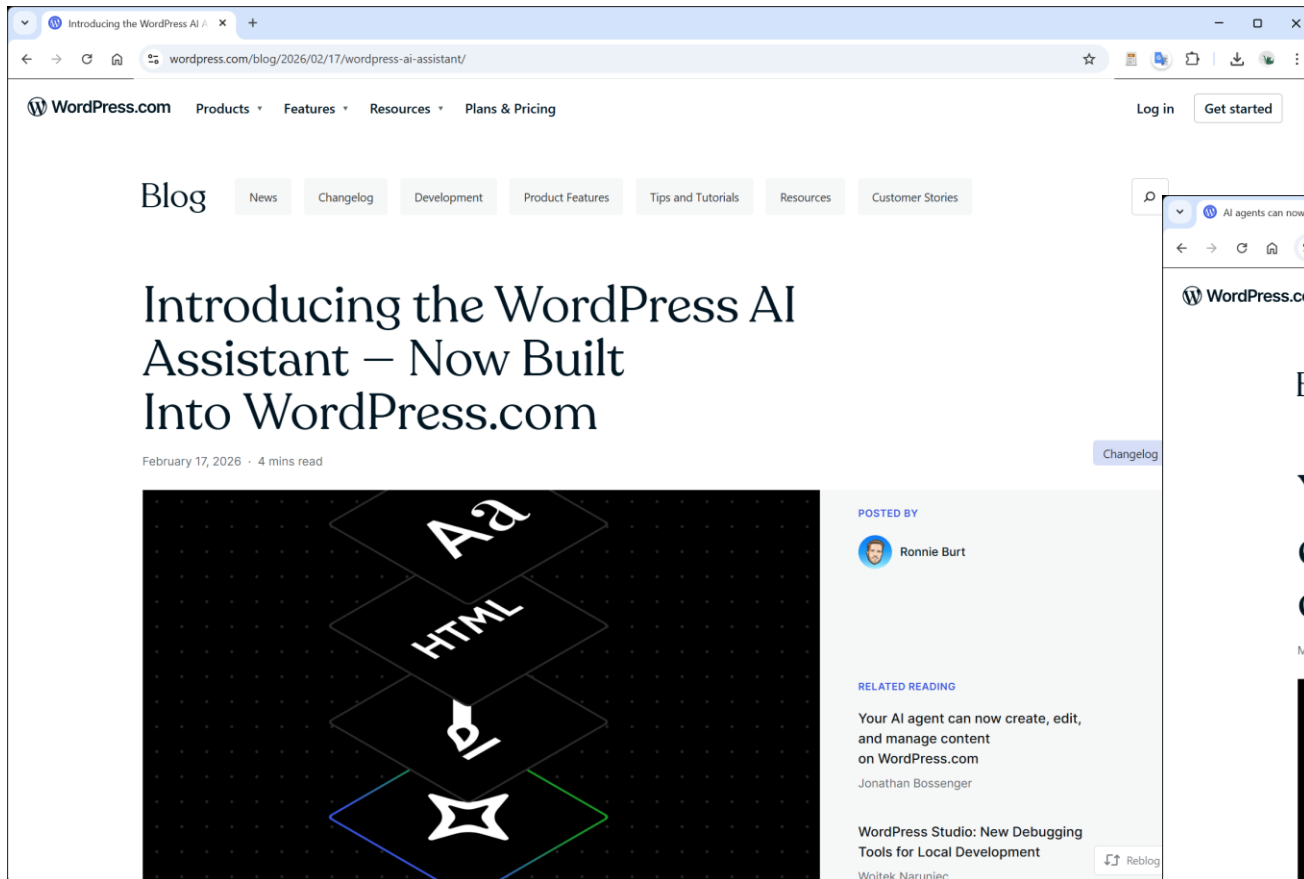 Introducing the WordPress AI A
wordpress.com/blog/2026/02/17/wordpress-ai-assistant/
WordPress.com Products Features Resources Plans & Pricing Log in Get started
Blog News Changelog Development Product Features Tips and Tutorials Resources Customer Stories
AI agents can now
WordPress.co
Introducing the WordPress AI
Assistant – Now Built
Into WordPress.com
February 17, 2026 · 4 mins read
Changelog
Aa
HTML
POSTED BY
Ronnie Burt
RELATED READING
Your AI agent can now create, edit,
and manage content
on WordPress.com
Jonathan Bossenger
WordPress Studio: New Debugging
Tools for Local Development
Reblog
Wojtek Naruniec